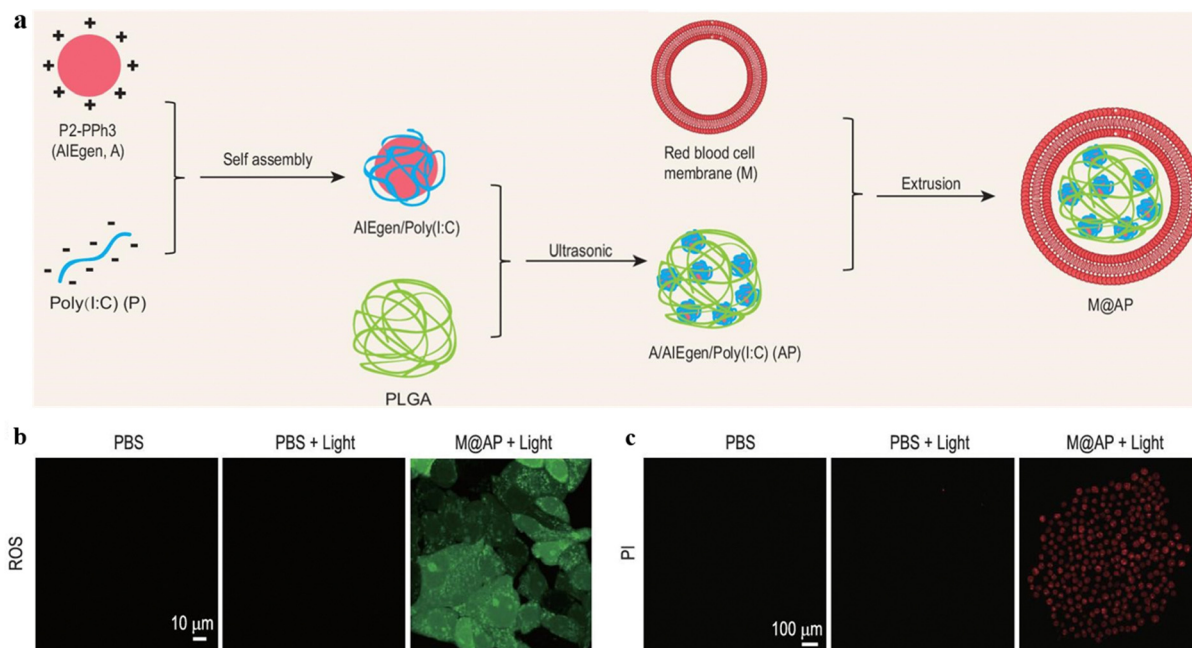 a
P2-PPh3
(AIEgen, A)
Poly(I:C) (P)
Self assembly
AIEgen/Poly(I:C)
PLGA
Ultrasonic
Red blood cell
membrane (M)
A/AIEgen/Poly(I:C) (AP)
Extrusion
M@AP
b
PBS
PBS + Light
M@AP + Light
ROS
10 μm
c
PBS
PBS + Light
M@AP + Light
PI
100 μm